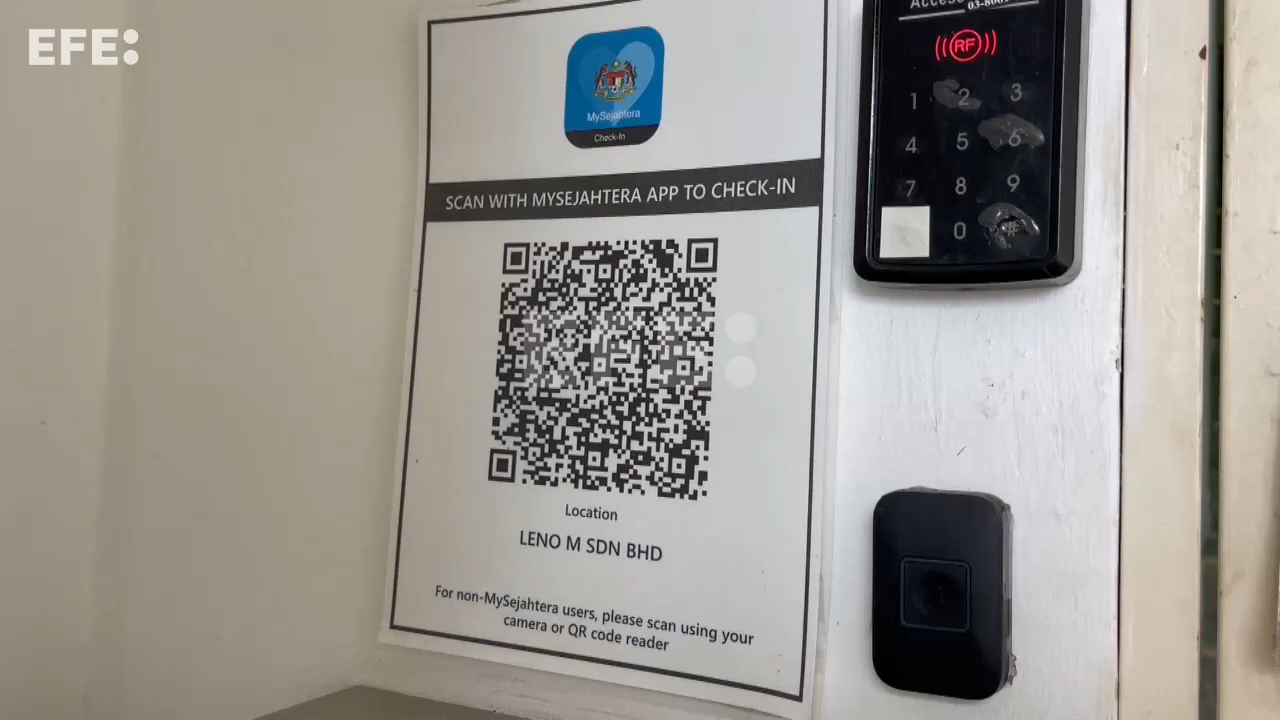 EFE:
MySejahtera
Check-In
SCAN WITH MYSEJAHTERA APP TO CHECK-IN
Location
LENO M SDN BHD
For non-MySejahtera users, please scan using your
camera or QR code reader
RF
1 2 3
4 5 6
7 8 9
0 #